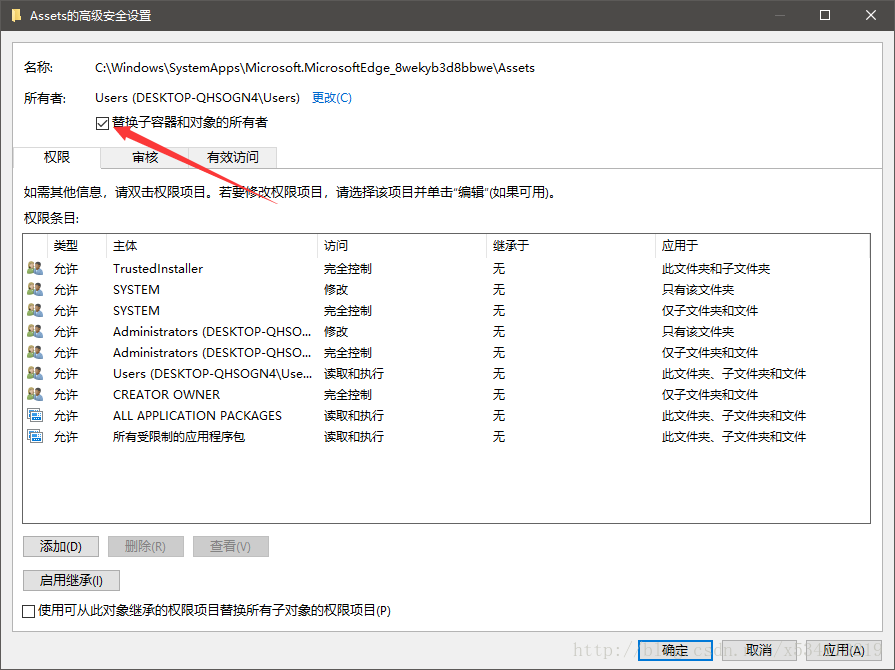 Assets的高级安全设置
名称: C:\Windows\SystemApps\Microsoft.MicrosoftEdge_8wekyb3d8bbwe\Assets
所有者: Users (DESKTOP-QHSOGN4\Users) 更改(C)
替换子容器和对象的所有者
权限 审核 有效访问
如需其他信息，请双击权限项目。若要修改权限项目，请选择该项目并单击"编辑"(如果可用)。
权限条目:
类型 主体 访问 继承于 应用于
允许 TrustedInstaller 完全控制 无 此文件夹和子文件夹
允许 SYSTEM 修改 无 只有该文件夹
允许 SYSTEM 完全控制 无 仅子文件夹和文件
允许 Administrators (DESKTOP-QHSO... 修改 无 只有该文件夹
允许 Administrators (DESKTOP-QHSO... 完全控制 无 仅子文件夹和文件
允许 Users (DESKTOP-QHSOGN4\Use... 读取和执行 无 此文件夹、子文件夹和文件
允许 CREATOR OWNER 完全控制 无 仅子文件夹和文件
允许 ALL APPLICATION PACKAGES 读取和执行 无 此文件夹、子文件夹和文件
允许 所有受限制的应用程序包 读取和执行 无 此文件夹、子文件夹和文件
添加(D) 删除(R) 查看(V)
启用继承(I)
使用可从此对象继承的权限项目替换所有子对象的权限项目(P)
确定 取消 应用(A)